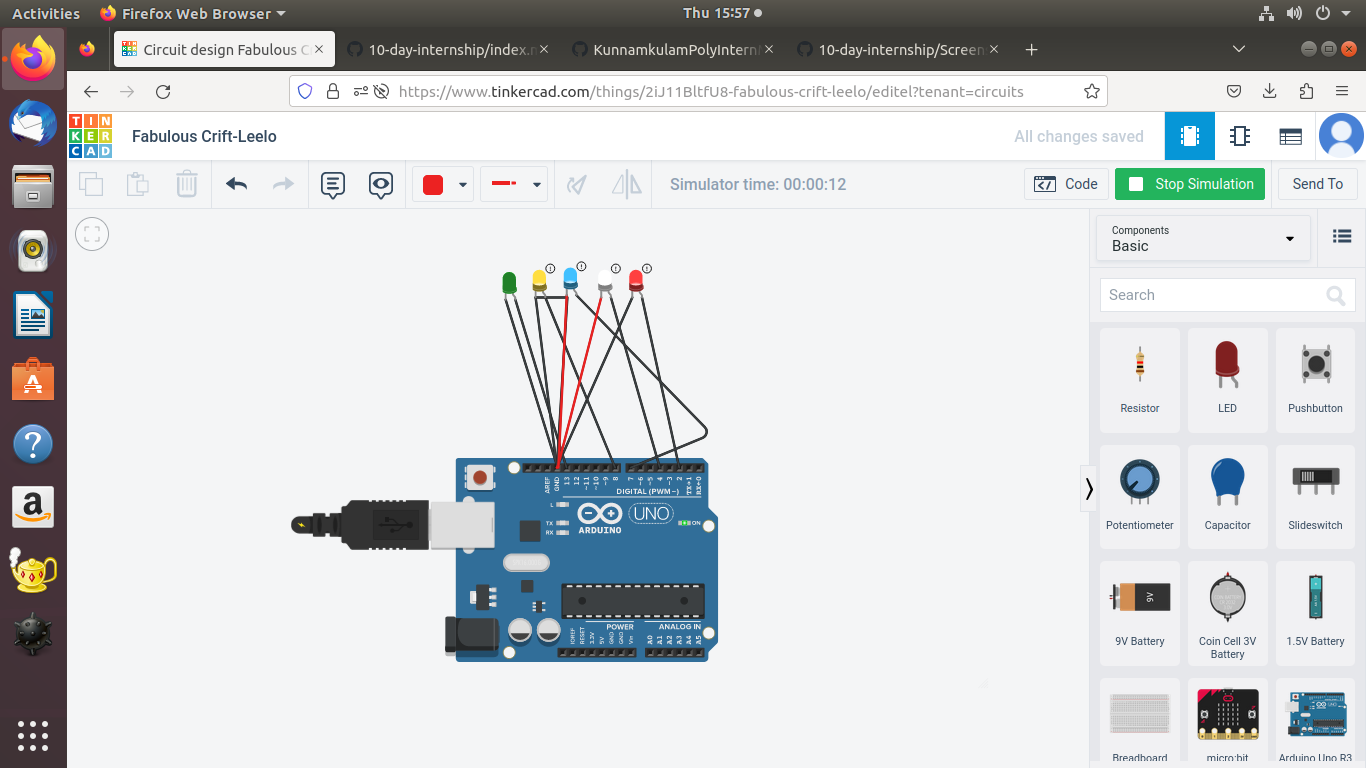 Activities Firefox Web Browser Thu 15:57
Circuit design Fabulous C 10-day-internship/index.m KunnamkulamPolyIntern 10-day-internship/Screen
https://www.tinkercad.com/things/2iJ11BltfU8-fabulous-crift-leelo/editel?tenant=circuits
TIN
KER
CAD
Fabulous Crift-Leelo All changes saved
Simulator time: 00:00:12 Code Stop Simulation Send To
Components
Basic
Search
Resistor LED Pushbutton
Potentiometer Capacitor Slideswitch
9V
9V Battery Coin Cell 3V Battery 1.5V Battery
Breadboard micro:bit Arduino Uno R3
AREF GND 13 12 ~11 ~10 ~9 8 7 ~6 ~5 4 ~3 2 TX→1 RX←0
DIGITAL (PWM~)
L
TX
RX
ARDUINO
UNO
ON
POWER ANALOG IN
IOREF RESET 3.3V 5V GND GND Vin A0 A1 A2 A3 A4 A5